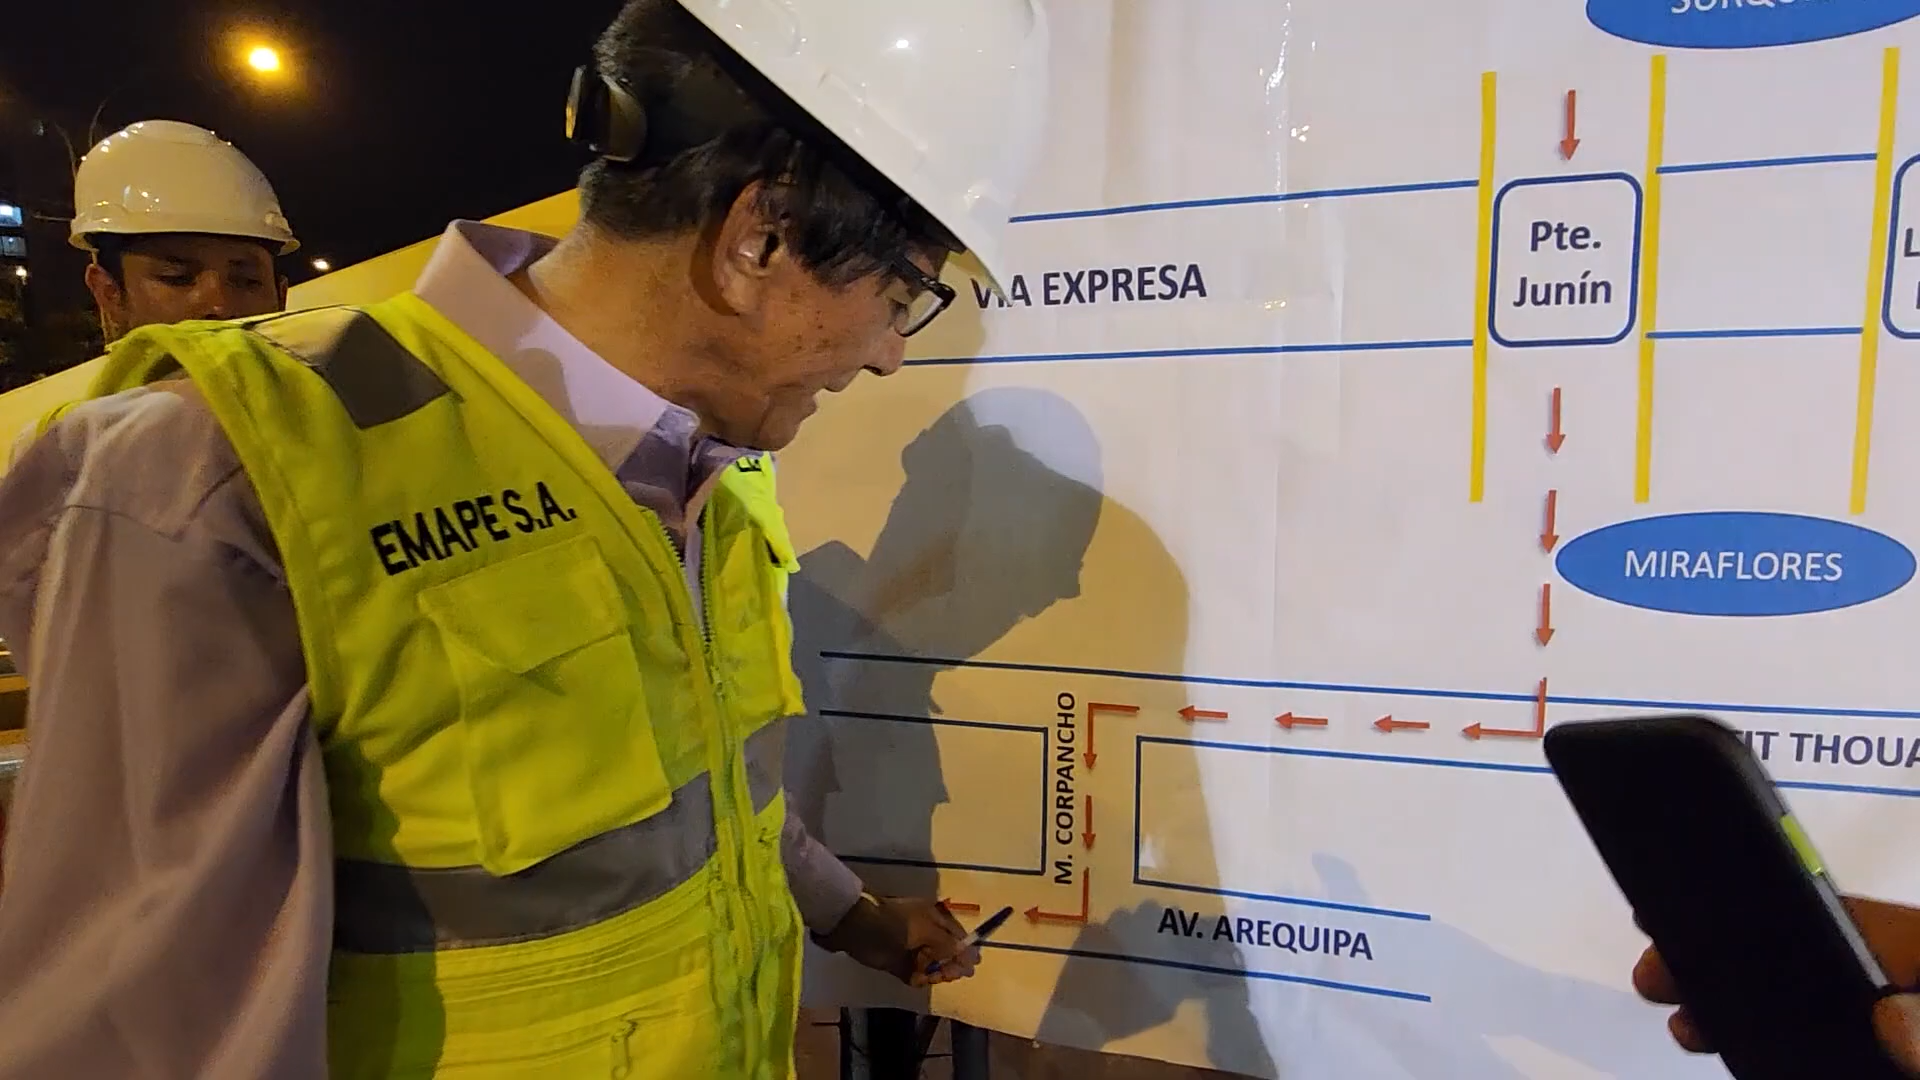 VIA EXPRESA
Pte.
Junín
EMAPE S.A.
MIRAFLORES
M. CORPANCHO
AV. AREQUIPA